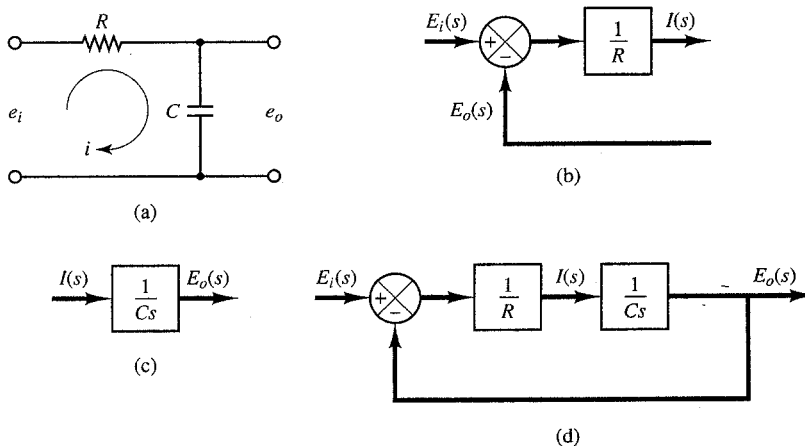 R
e_i
C
e_o
i
(a)
E_i(s)
+
−
1
R
I(s)
E_o(s)
(b)
I(s)
1
Cs
E_o(s)
(c)
E_i(s)
+
−
1
R
I(s)
1
Cs
E_o(s)
(d)